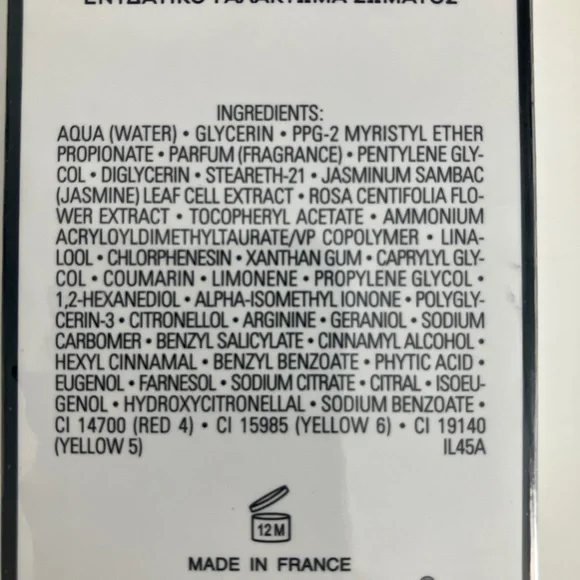 ΕΝΥΔΑΤΙΚΟ ΓΑΛΑΚΤΩΜΑ ΣΩΜΑΤΟΣ
INGREDIENTS:
AQUA (WATER) • GLYCERIN • PPG-2 MYRISTYL ETHER
PROPIONATE • PARFUM (FRAGRANCE) • PENTYLENE GLY-
COL • DIGLYCERIN • STEARETH-21 • JASMINUM SAMBAC
(JASMINE) LEAF CELL EXTRACT • ROSA CENTIFOLIA FLO-
WER EXTRACT • TOCOPHERYL ACETATE • AMMONIUM
ACRYLOYLDIMETHYLTAURATE/VP COPOLYMER • LINA-
LOOL • CHLORPHENESIN • XANTHAN GUM • CAPRYLYL GLY-
COL • COUMARIN • LIMONENE • PROPYLENE GLYCOL •
1,2-HEXANEDIOL • ALPHA-ISOMETHYL IONONE • POLYGLY-
CERIN-3 • CITRONELLOL • ARGININE • GERANIOL • SODIUM
CARBOMER • BENZYL SALICYLATE • CINNAMYL ALCOHOL •
HEXYL CINNAMAL • BENZYL BENZOATE • PHYTIC ACID •
EUGENOL • FARNESOL • SODIUM CITRATE • CITRAL • ISOEU-
GENOL • HYDROXYCITRONELLAL • SODIUM BENZOATE •
CI 14700 (RED 4) • CI 15985 (YELLOW 6) • CI 19140
(YELLOW 5) IL45A
12 M
MADE IN FRANCE